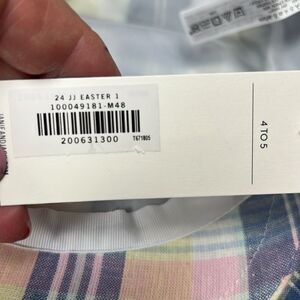 24 JJ EASTER 1
100049181-M48
200631300
T671805
4 TO 5